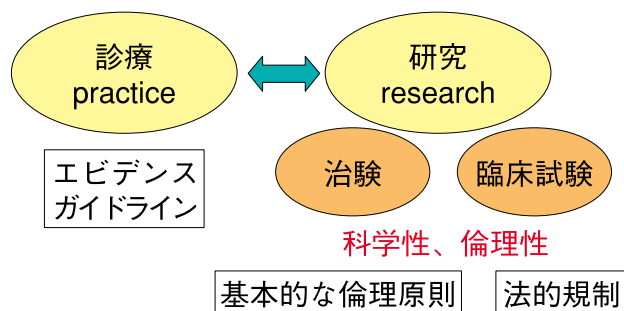 診療
practice
研究
research
エビデンス
ガイドライン
治験
臨床試験
科学性、倫理性
基本的な倫理原則
法的規制